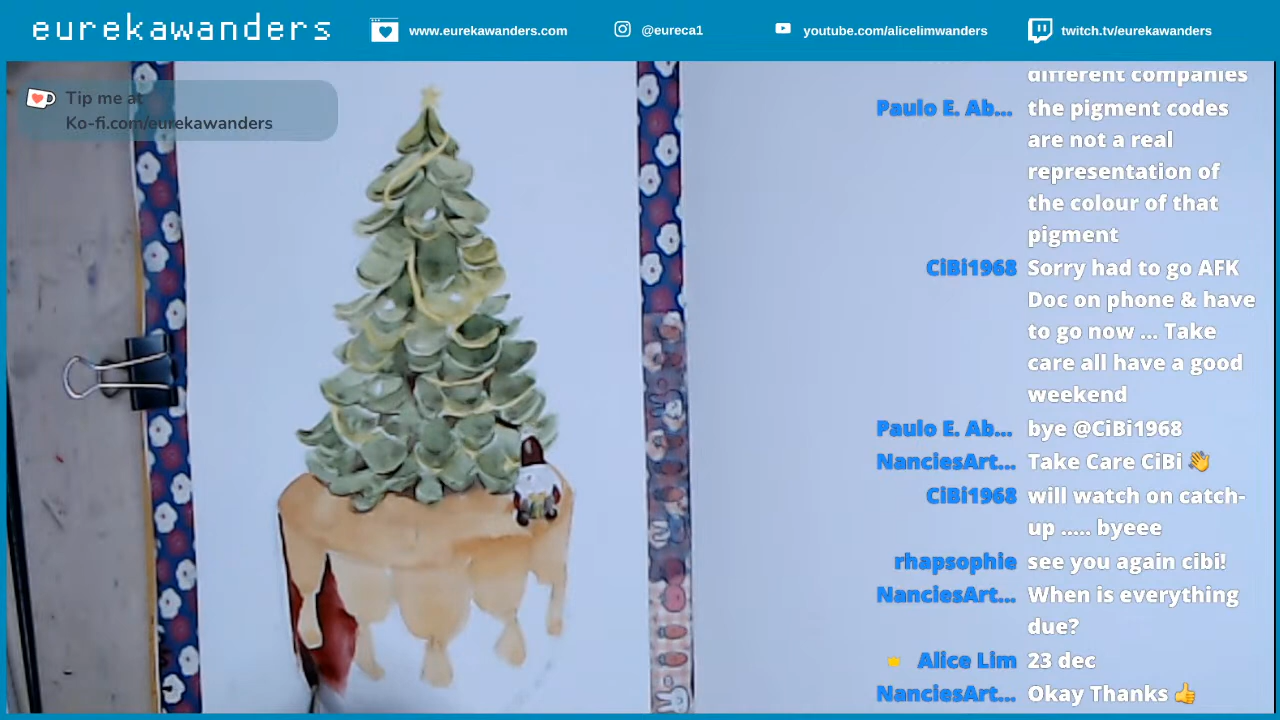 eurekawanders
www.eurekawanders.com
@eureca1
youtube.com/alicelimwanders
twitch.tv/eurekawanders
Tip me at
Ko-fi.com/eurekawanders
different companies
Paulo E. Ab... the pigment codes
are not a real
representation of
the colour of that
pigment
CiBi1968 Sorry had to go AFK
Doc on phone & have
to go now ... Take
care all have a good
weekend
Paulo E. Ab... bye @CiBi1968
NanciesArt... Take Care CiBi 👋
CiBi1968 will watch on catch-
up ..... byeee
rhapsophie see you again cibi!
NanciesArt... When is everything
due?
Alice Lim 23 dec
NanciesArt... Okay Thanks 👍